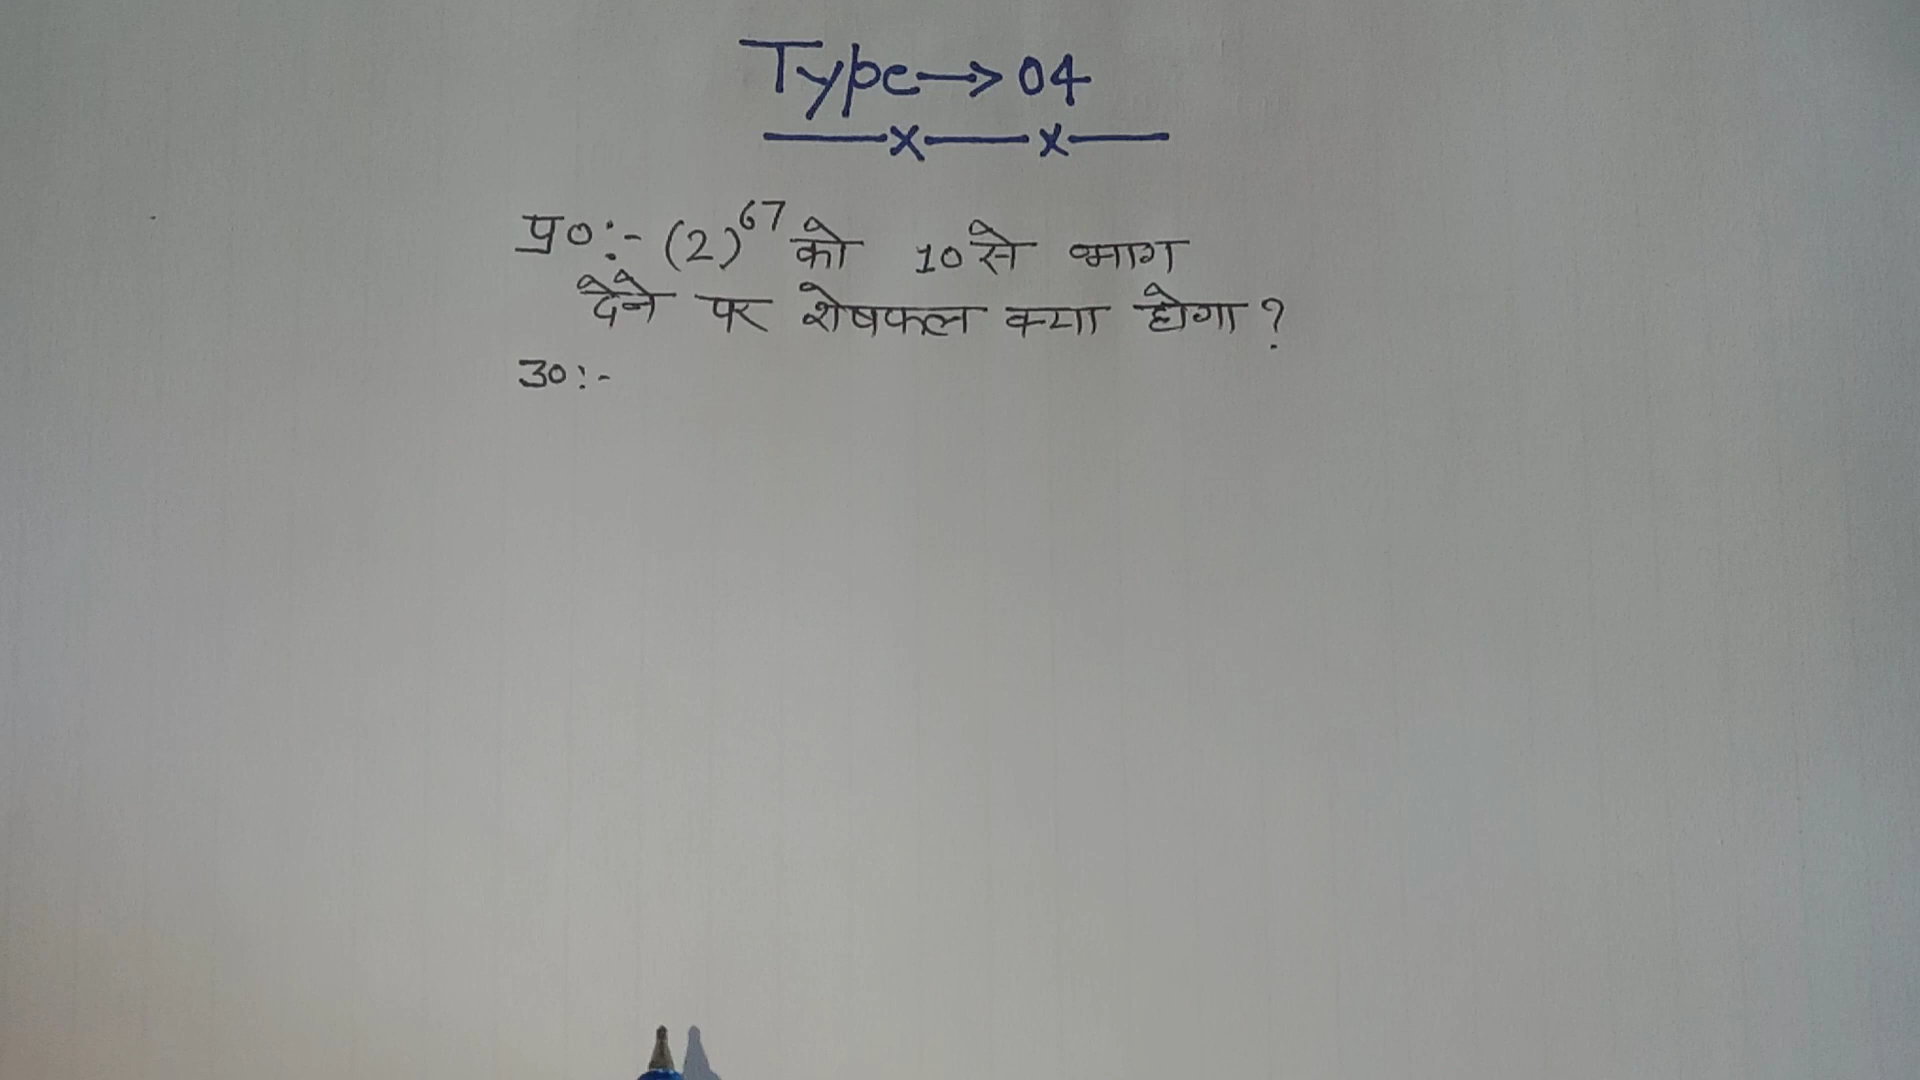 Type→04
—x—x—
प्र०:- (2)^67 को 10 से भाग
देने पर शेषफल क्या होगा?
उ०:-